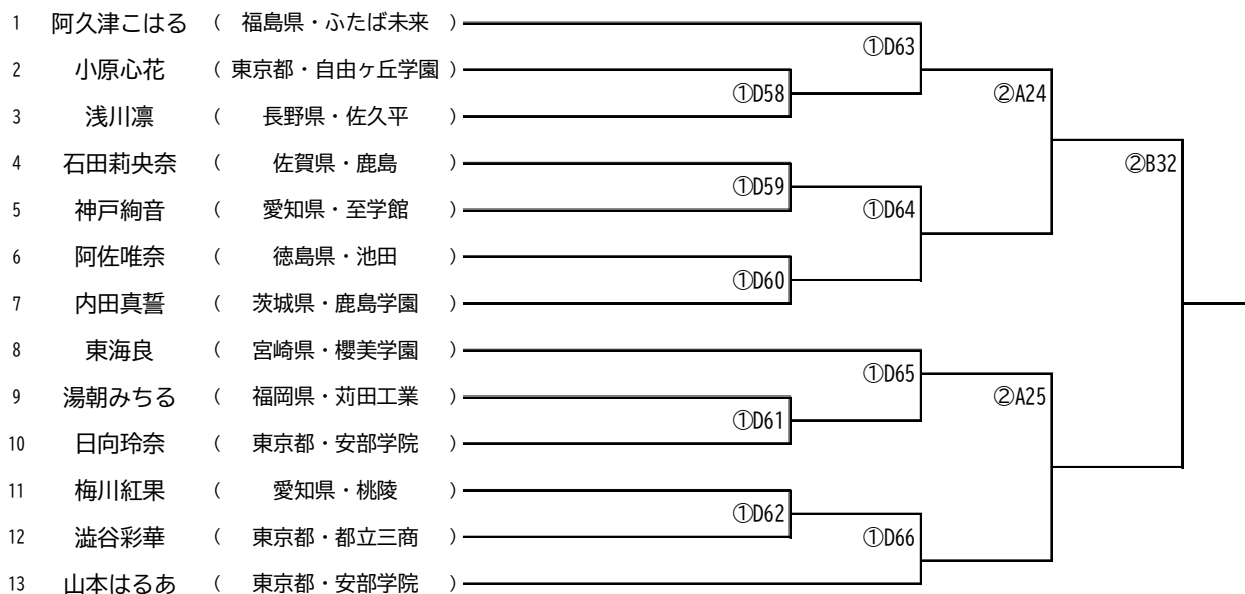 1 阿久津こはる ( 福島県・ふたば未来 )
①D63
2 小原心花 ( 東京都・自由ヶ丘学園 )
①D58 ②A24
3 浅川凛 ( 長野県・佐久平 )
4 石田莉央奈 ( 佐賀県・鹿島 ) ②B32
①D59
5 神戸絢音 ( 愛知県・至学館 ) ①D64
6 阿佐唯奈 ( 徳島県・池田 )
①D60
7 内田真誓 ( 茨城県・鹿島学園 )
8 東海良 ( 宮崎県・櫻美学園 )
①D65
9 湯朝みちる ( 福岡県・苅田工業 ) ②A25
①D61
10 日向玲奈 ( 東京都・安部学院 )
11 梅川紅果 ( 愛知県・桃陵 )
①D62
12 澁谷彩華 ( 東京都・都立三商 ) ①D66
13 山本はるあ ( 東京都・安部学院 )